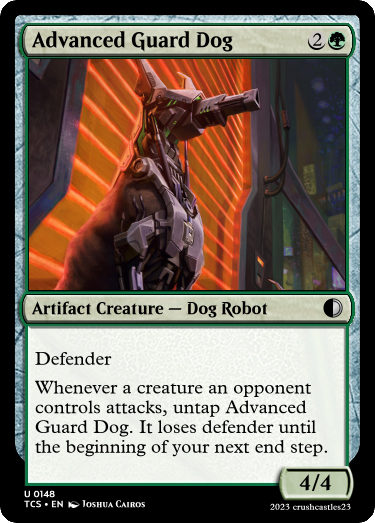 Advanced Guard Dog 2
Artifact Creature — Dog Robot
Defender
Whenever a creature an opponent
controls attacks, untap Advanced
Guard Dog. It loses defender until
the beginning of your next end step.
4/4
U 0148
TCS • EN Joshua Cairos
2023 crushcastles23